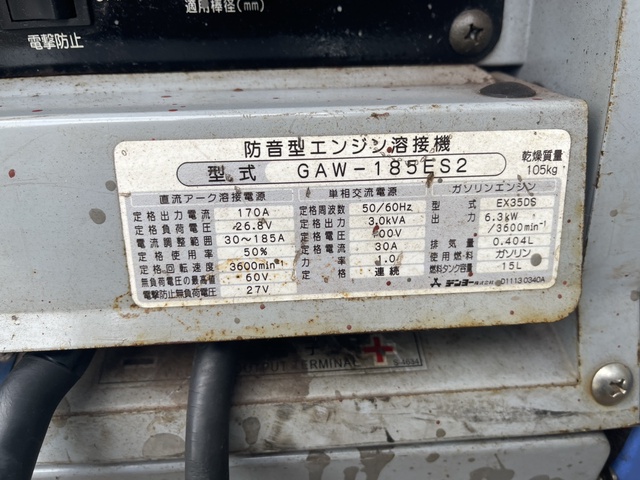 適用棒径(mm)
電撃防止
防音型エンジン溶接機
型式 GAW-185ES2
乾燥質量
105kg
直流アーク溶接電源
定格出力電流 170A
定格負荷電圧 26.8V
電流調整範囲 30~185A
定格使用率 50%
定格回転速度 3600min⁻¹
無負荷電圧の最高値 60V
電撃防止無負荷電圧 27V
単相交流電源
定格周波数 50/60Hz
定格出力 3.0kVA
定格電圧 100V
定格電流 30A
力率 1.0
定格 連続
ガソリンエンジン
型式 EX35DS
出力 6.3kW
/3600min⁻¹
排気量 0.404L
使用燃料 ガソリン
燃料タンク容量 15L
デンヨー株式会社 D1113 0340A
OUTPUT TERMINAL